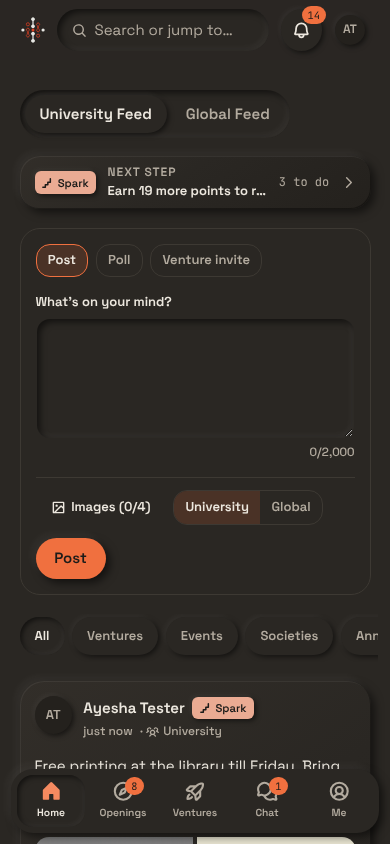 Search or jump to...
14
AT
University Feed
Global Feed
Spark
NEXT STEP
Earn 19 more points to r...
3 to do
Post
Poll
Venture invite
What's on your mind?
0/2,000
Images (0/4)
University
Global
Post
All
Ventures
Events
Societies
Ann
AT
Ayesha Tester
Spark
just now · University
Free printing at the library till Friday. Bring
Home
8
Openings
Ventures
1
Chat
Me